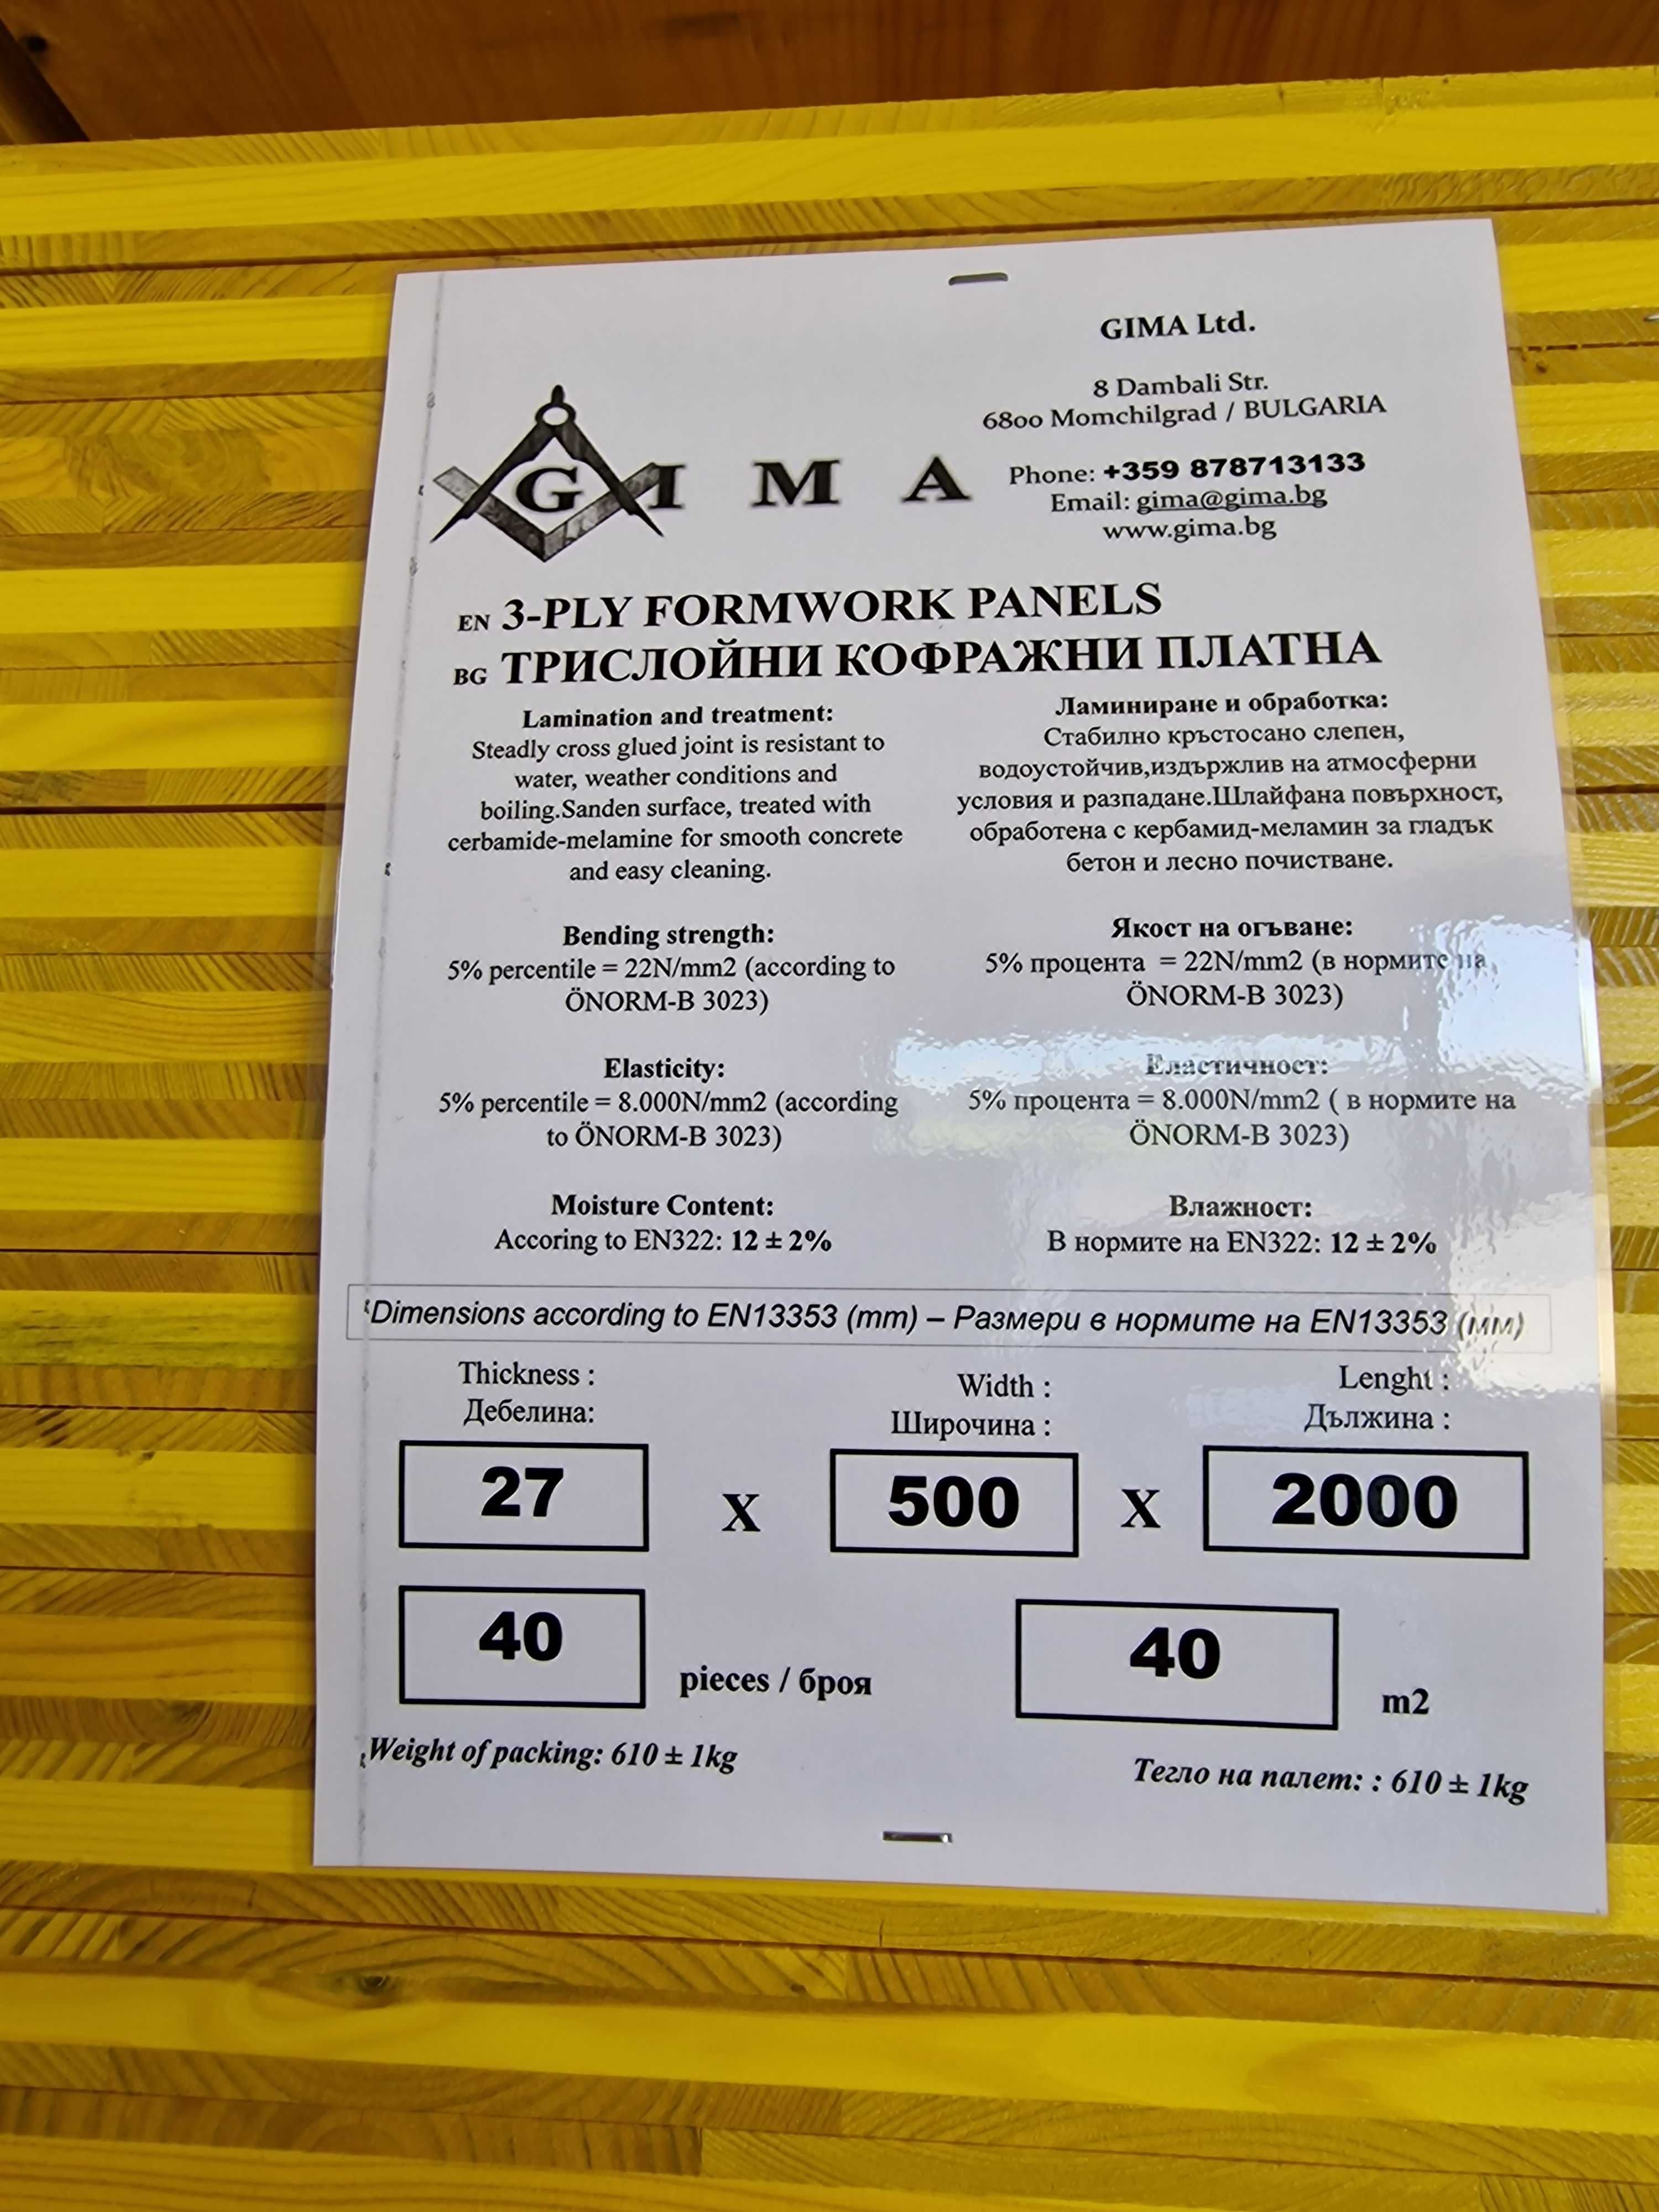 GIMA Ltd.
8 Dambali Str.
6800 Momchilgrad / BULGARIA
G I M A
Phone: +359 878713133
Email: gima@gima.bg
www.gima.bg
EN 3-PLY FORMWORK PANELS
BG ТРИСЛОЙНИ КОФРАЖНИ ПЛАТНА
Lamination and treatment:
Steadly cross glued joint is resistant to
water, weather conditions and
boiling.Sanden surface, treated with
cerbamide-melamine for smooth concrete
and easy cleaning.
Ламиниране и обработка:
Стабилно кръстосано слепен,
водоустойчив,издържлив на атмосферни
условия и разпадане.Шлайфана повърхност,
обработена с кербамид-меламин за гладък
бетон и лесно почистване.
Bending strength:
5% percentile = 22N/mm2 (according to
ÖNORM-B 3023)
Якост на огъване:
5% процента = 22N/mm2 (в нормите на
ÖNORM-B 3023)
Elasticity:
5% percentile = 8.000N/mm2 (according
to ÖNORM-B 3023)
Еластичност:
5% процента = 8.000N/mm2 ( в нормите на
ÖNORM-B 3023)
Moisture Content:
Accoring to EN322: 12 ± 2%
Влажност:
В нормите на EN322: 12 ± 2%
Dimensions according to EN13353 (mm) – Размери в нормите на EN13353 (мм)
Thickness :
Дебелина:
Width :
Широчина :
Lenght :
Дължина :
27 X 500 X 2000
40 pieces / броя 40 m2
Weight of packing: 610 ± 1kg
Тегло на палет: : 610 ± 1kg